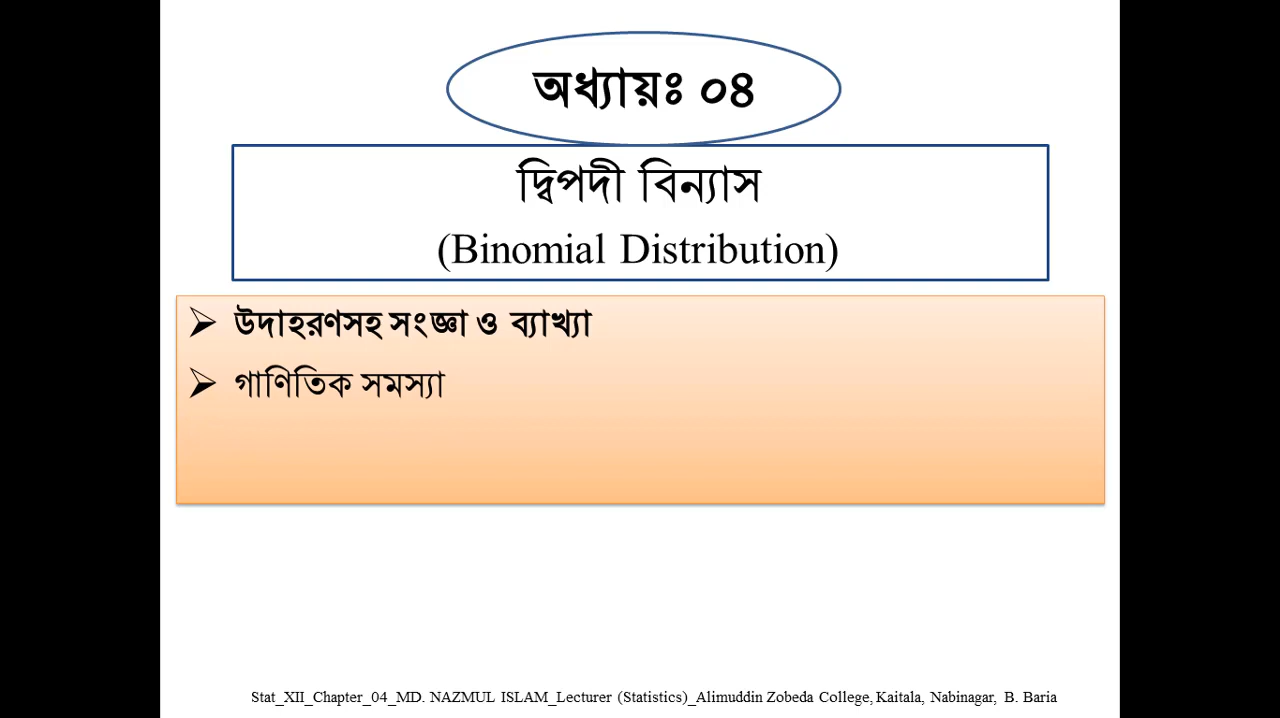 অধ্যায়ঃ ০৪
দ্বিপদী বিন্যাস
(Binomial Distribution)
➢ উদাহরণসহ সংজ্ঞা ও ব্যাখ্যা
➢ গাণিতিক সমস্যা
Stat_XII_Chapter_04_MD. NAZMUL ISLAM_Lecturer (Statistics)_Alimuddin Zobeda College, Kaitala, Nabinagar, B. Baria